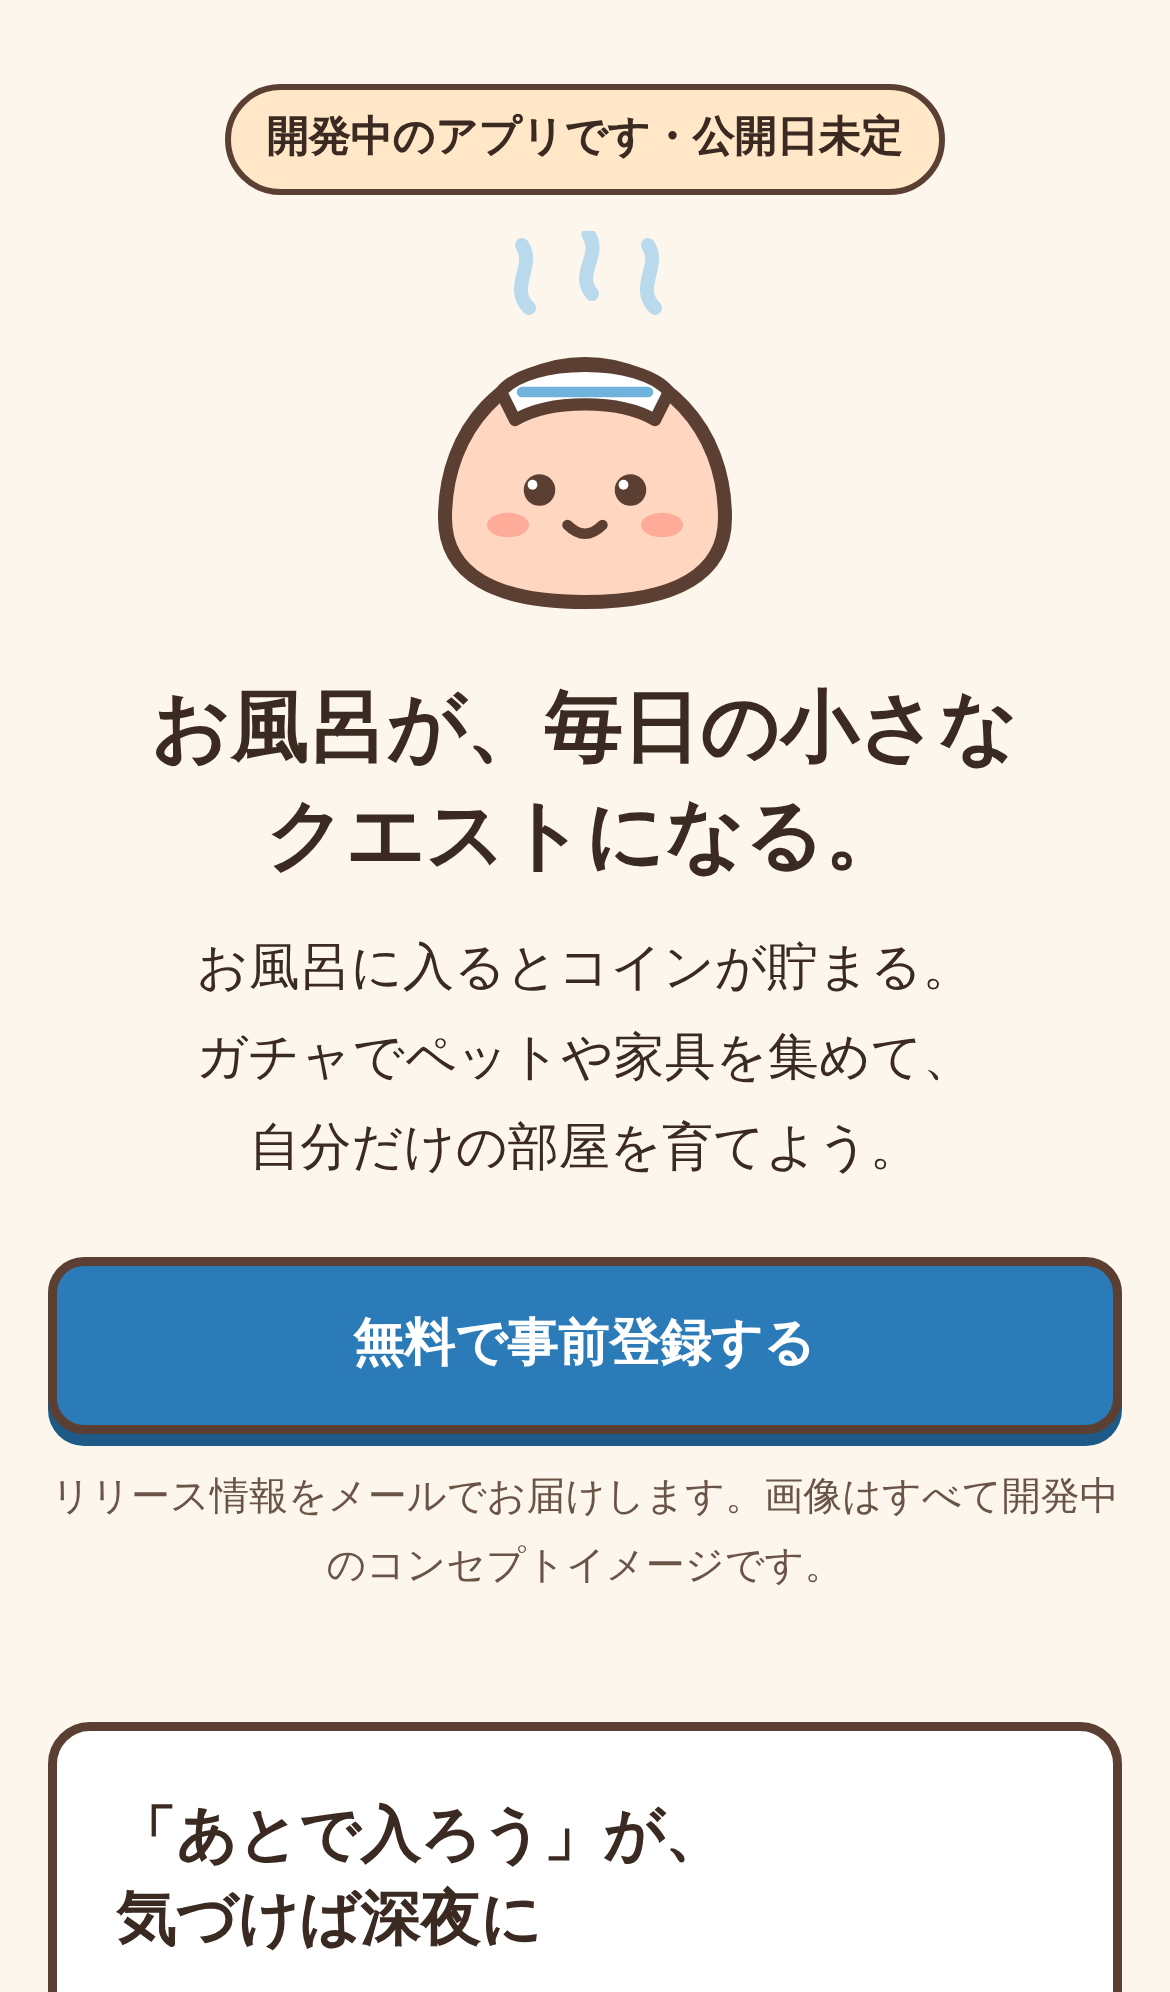 開発中のアプリです・公開日未定
お風呂が、毎日の小さな
クエストになる。
お風呂に入るとコインが貯まる。
ガチャでペットや家具を集めて、
自分だけの部屋を育てよう。
無料で事前登録する
リリース情報をメールでお届けします。画像はすべて開発中
のコンセプトイメージです。
「あとで入ろう」が、
気づけば深夜に